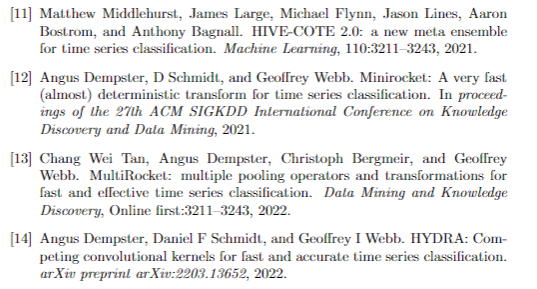 [11] Matthew Middlehurst, James Large, Michael Flynn, Jason Lines, Aaron
Bostrom, and Anthony Bagnall. HIVE-COTE 2.0: a new meta ensemble
for time series classification. Machine Learning, 110:3211–3243, 2021.
[12] Angus Dempster, D Schmidt, and Geoffrey Webb. Minirocket: A very fast
(almost) deterministic transform for time series classification. In proceed-
ings of the 27th ACM SIGKDD International Conference on Knowledge
Discovery and Data Mining, 2021.
[13] Chang Wei Tan, Angus Dempster, Christoph Bergmeir, and Geoffrey
Webb. MultiRocket: multiple pooling operators and transformations for
fast and effective time series classification. Data Mining and Knowledge
Discovery, Online first:3211–3243, 2022.
[14] Angus Dempster, Daniel F Schmidt, and Geoffrey I Webb. HYDRA: Com-
peting convolutional kernels for fast and accurate time series classification.
arXiv preprint arXiv:2203.13652, 2022.